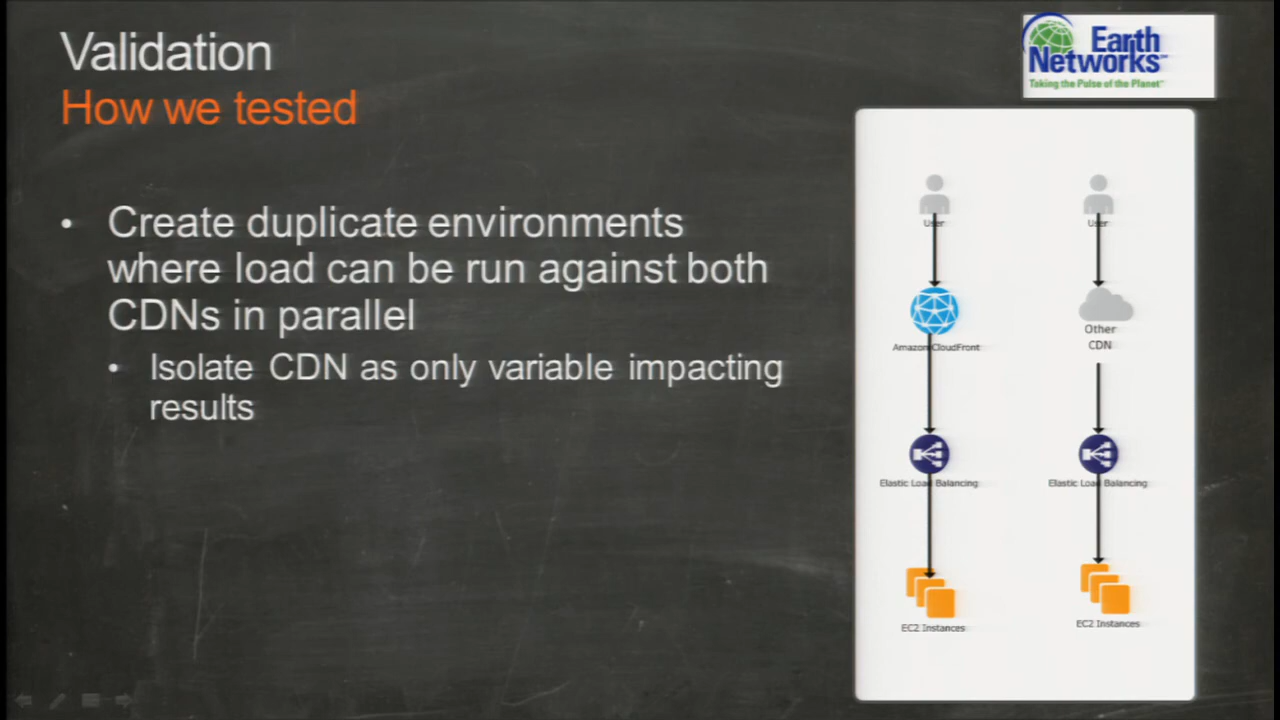 Validation
How we tested
Earth
Networks
Taking the Pulse of the Planet
• Create duplicate environments
where load can be run against both
CDNs in parallel
• Isolate CDN as only variable impacting
results
User
User
Amazon CloudFront
Other
CDN
Elastic Load Balancing
Elastic Load Balancing
EC2 Instances
EC2 Instances